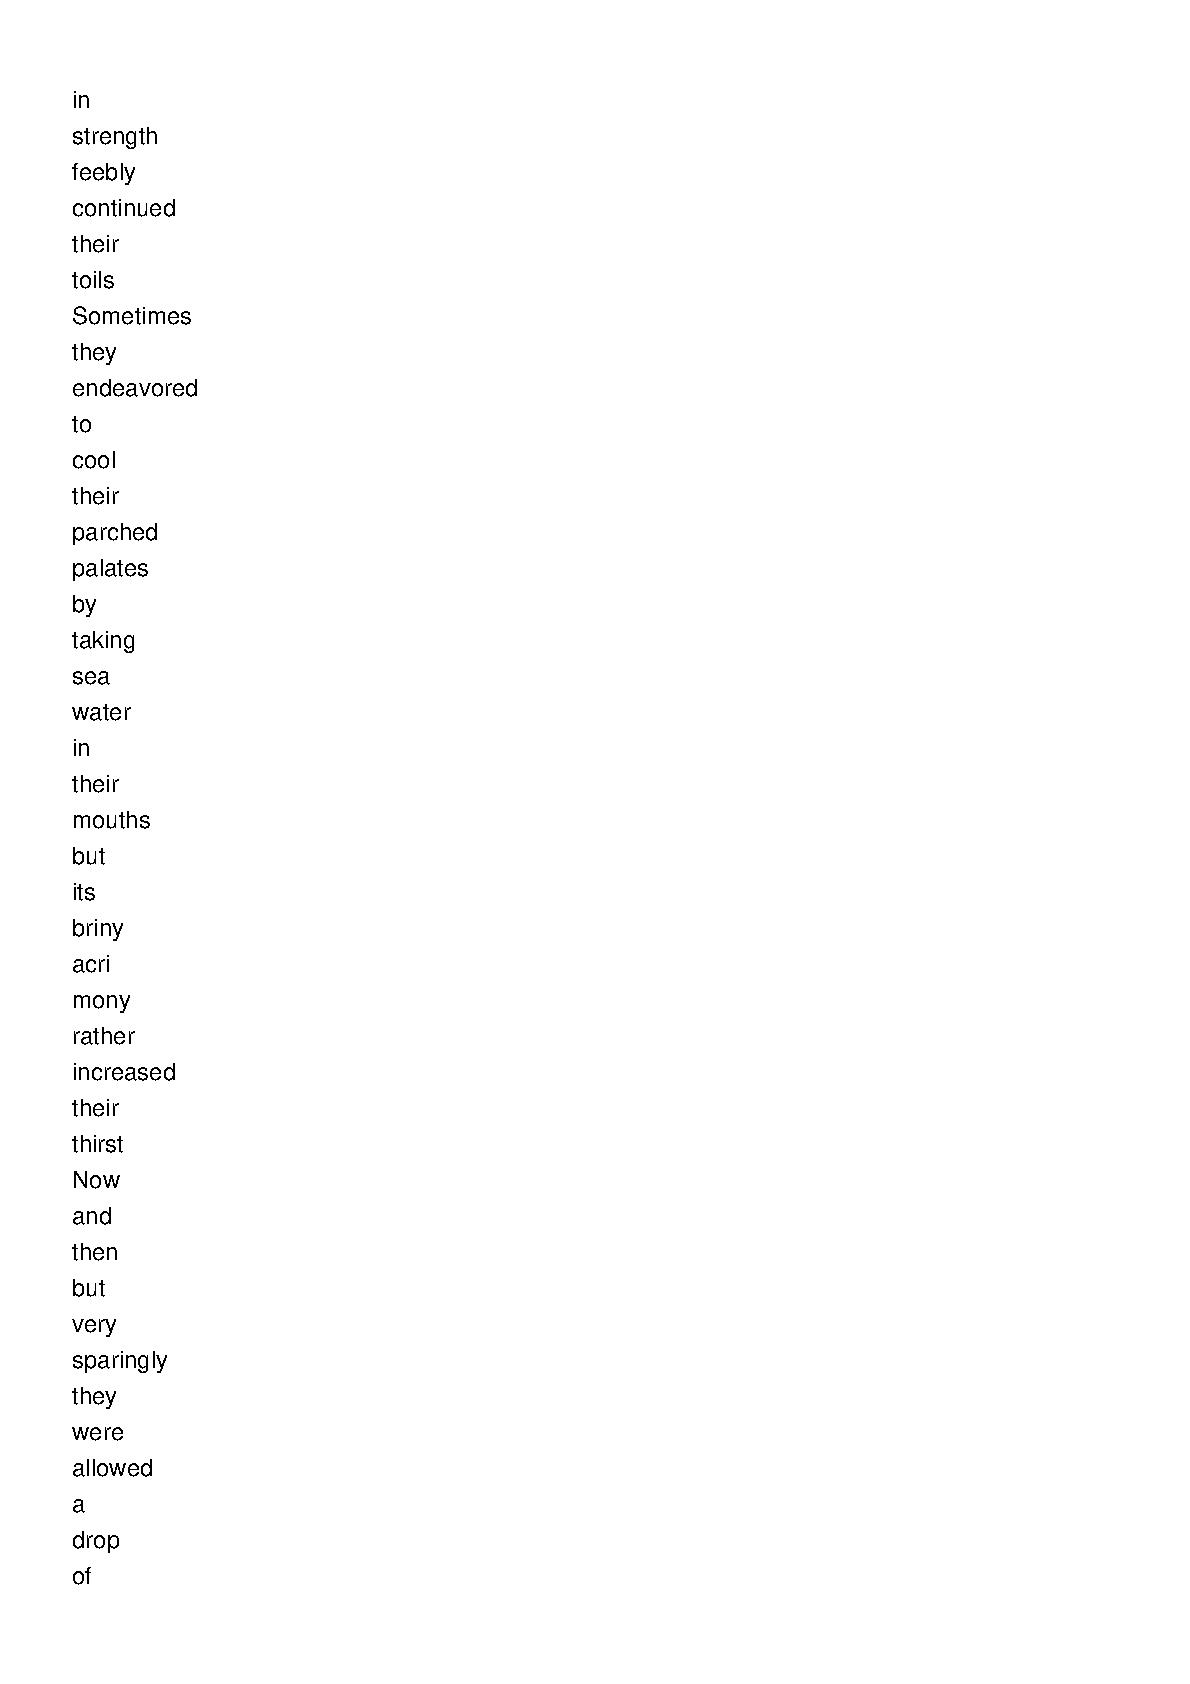 in
strength
feebly
continued
their
toils
Sometimes
they
endeavored
to
cool
their
parched
palates
by
taking
sea
water
in
their
mouths
but
its
briny
acri
mony
rather
increased
their
thirst
Now
and
then
but
very
sparingly
they
were
allowed
a
drop
of